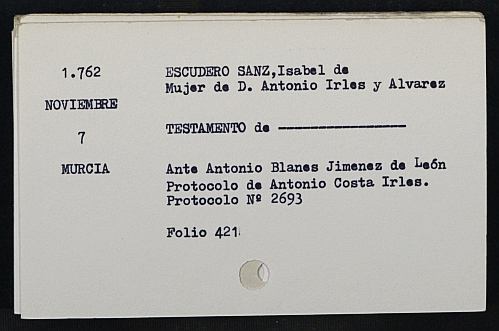 1.762 ESCUDERO SANZ,Isabel de
Mujer de D. Antonio Irles y Alvarez
NOVIEMBRE
7 TESTAMENTO de ------------------
MURCIA Ante Antonio Blanes Jimenez de León
Protocolo de Antonio Costa Irles.
Protocolo Nº 2693
Folio 421